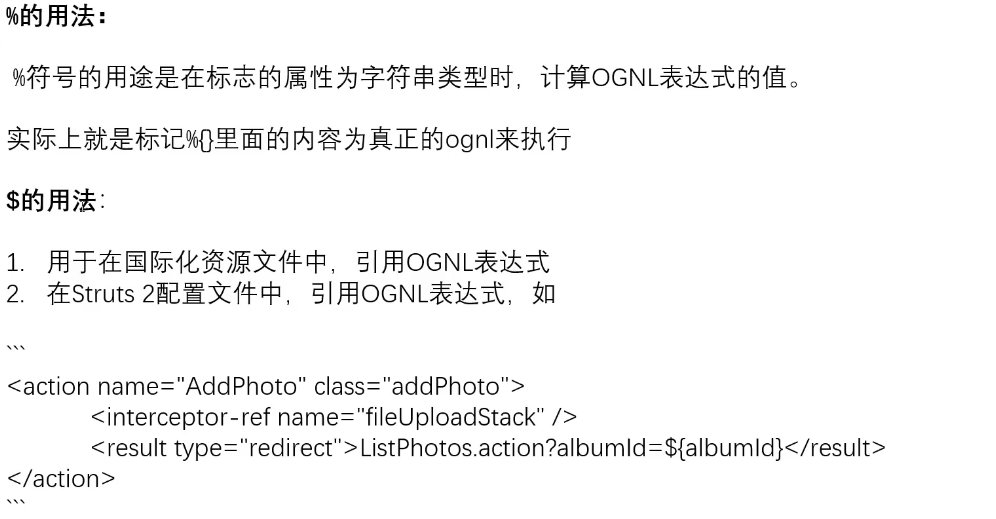 %的用法：
%符号的用途是在标志的属性为字符串类型时，计算OGNL表达式的值。
实际上就是标记%{}里面的内容为真正的ognl来执行
$的用法：
1. 用于在国际化资源文件中，引用OGNL表达式
2. 在Struts 2配置文件中，引用OGNL表达式，如
```
<action name="AddPhoto" class="addPhoto">
<interceptor-ref name="fileUploadStack" />
<result type="redirect">ListPhotos.action?albumId=${albumId}</result>
</action>
```